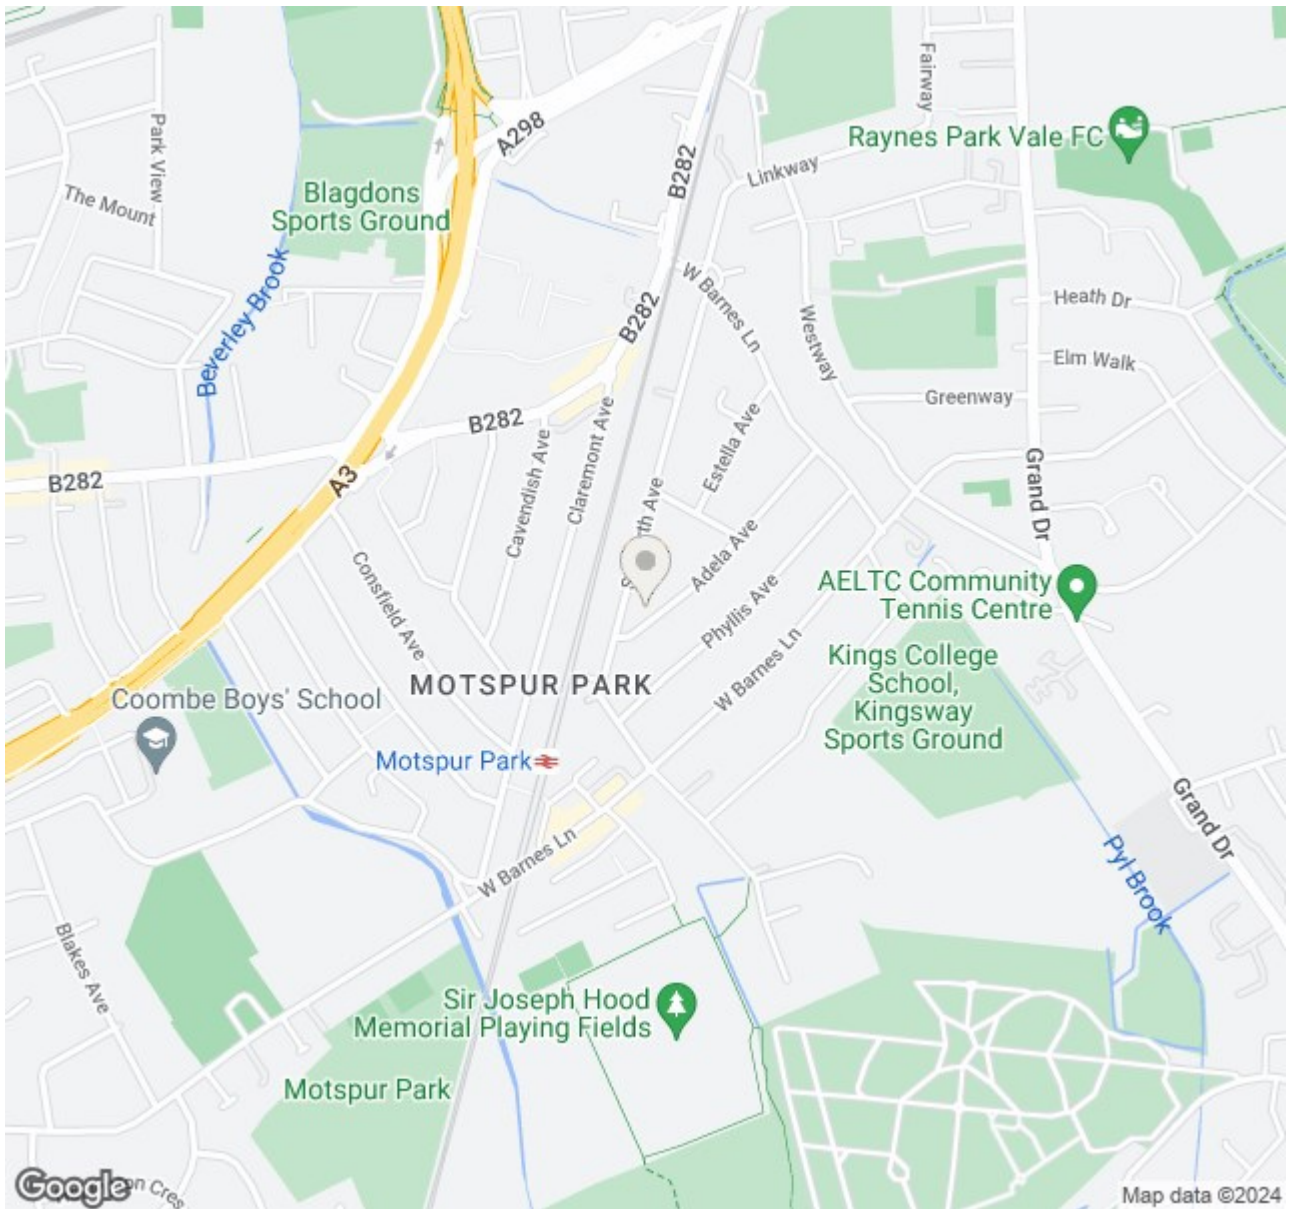 A298
Fairway
Raynes Park Vale FC
Park View
B282
Linkway
The Mount
Blagdons
Sports Ground
Beverley Brook
W Barnes Ln
B282
Heath Dr
Westway
Elm Walk
Greenway
B282
B282
A3
Cavendish Ave
Claremont Ave
Estella Ave
Ave
Grand Dr
Adela Ave
Consfield Ave
Phyllis Ave
AELTC Community
Tennis Centre
W Barnes Ln
Kings College
School,
Kingsway
Sports Ground
MOTSPUR PARK
Coombe Boys' School
Motspur Park
Grand Dr
W Barnes Ln
Pyl Brook
Blakes Ave
Sir Joseph Hood
Memorial Playing Fields
Motspur Park
Google
Cres
Map data ©2024